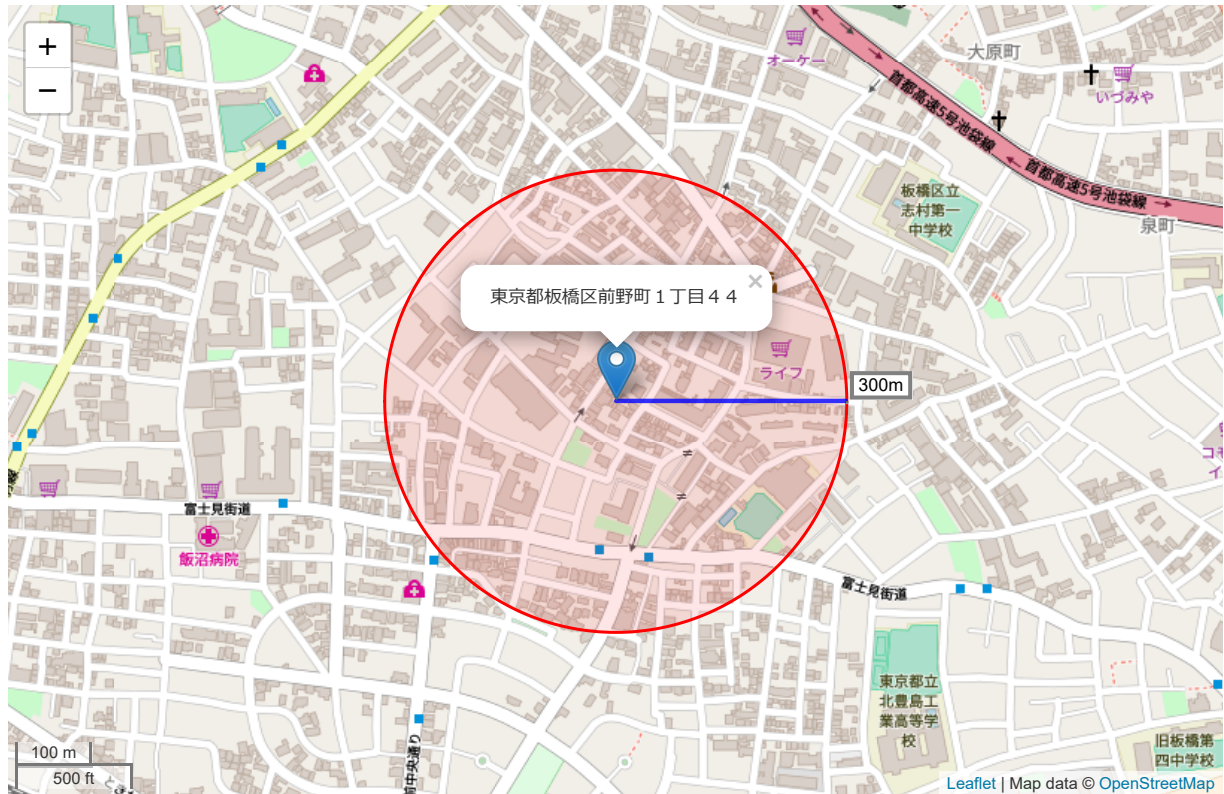 +
−
大原町
オーケー
いづみや
首都高速5号池袋線
首都高速5号池袋線
板橋区立
志村第一
中学校
泉町
×
東京都板橋区前野町１丁目４４
ライフ
300m
富士見街道
飯沼病院
富士見街道
東京都立
北豊島工
業高等学
校
旧板橋第
四中学校
100 m
500 ft
Leaflet | Map data © OpenStreetMap